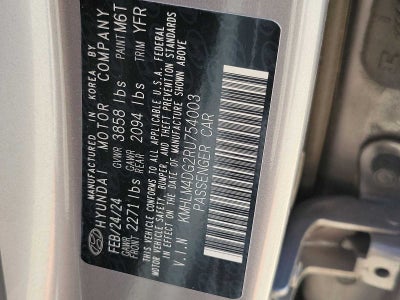 MANUFACTURED IN KOREA BY
HYUNDAI MOTOR COMPANY
FEB/24/24 GVWR 3858 lbs PAINT M6T
GAWR FRONT 2271 lbs GAWR REAR 2094 lbs TRIM YFR
THIS VEHICLE CONFORMS TO ALL APPLICABLE U.S.A. FEDERAL
MOTOR VEHICLE SAFETY, BUMPER, AND THEFT PREVENTION STANDARDS
IN EFFECT ON THE DATE OF MANUFACTURE SHOWN ABOVE
V.I.N
KMHLM4DG2RU754003
PASSENGER CAR